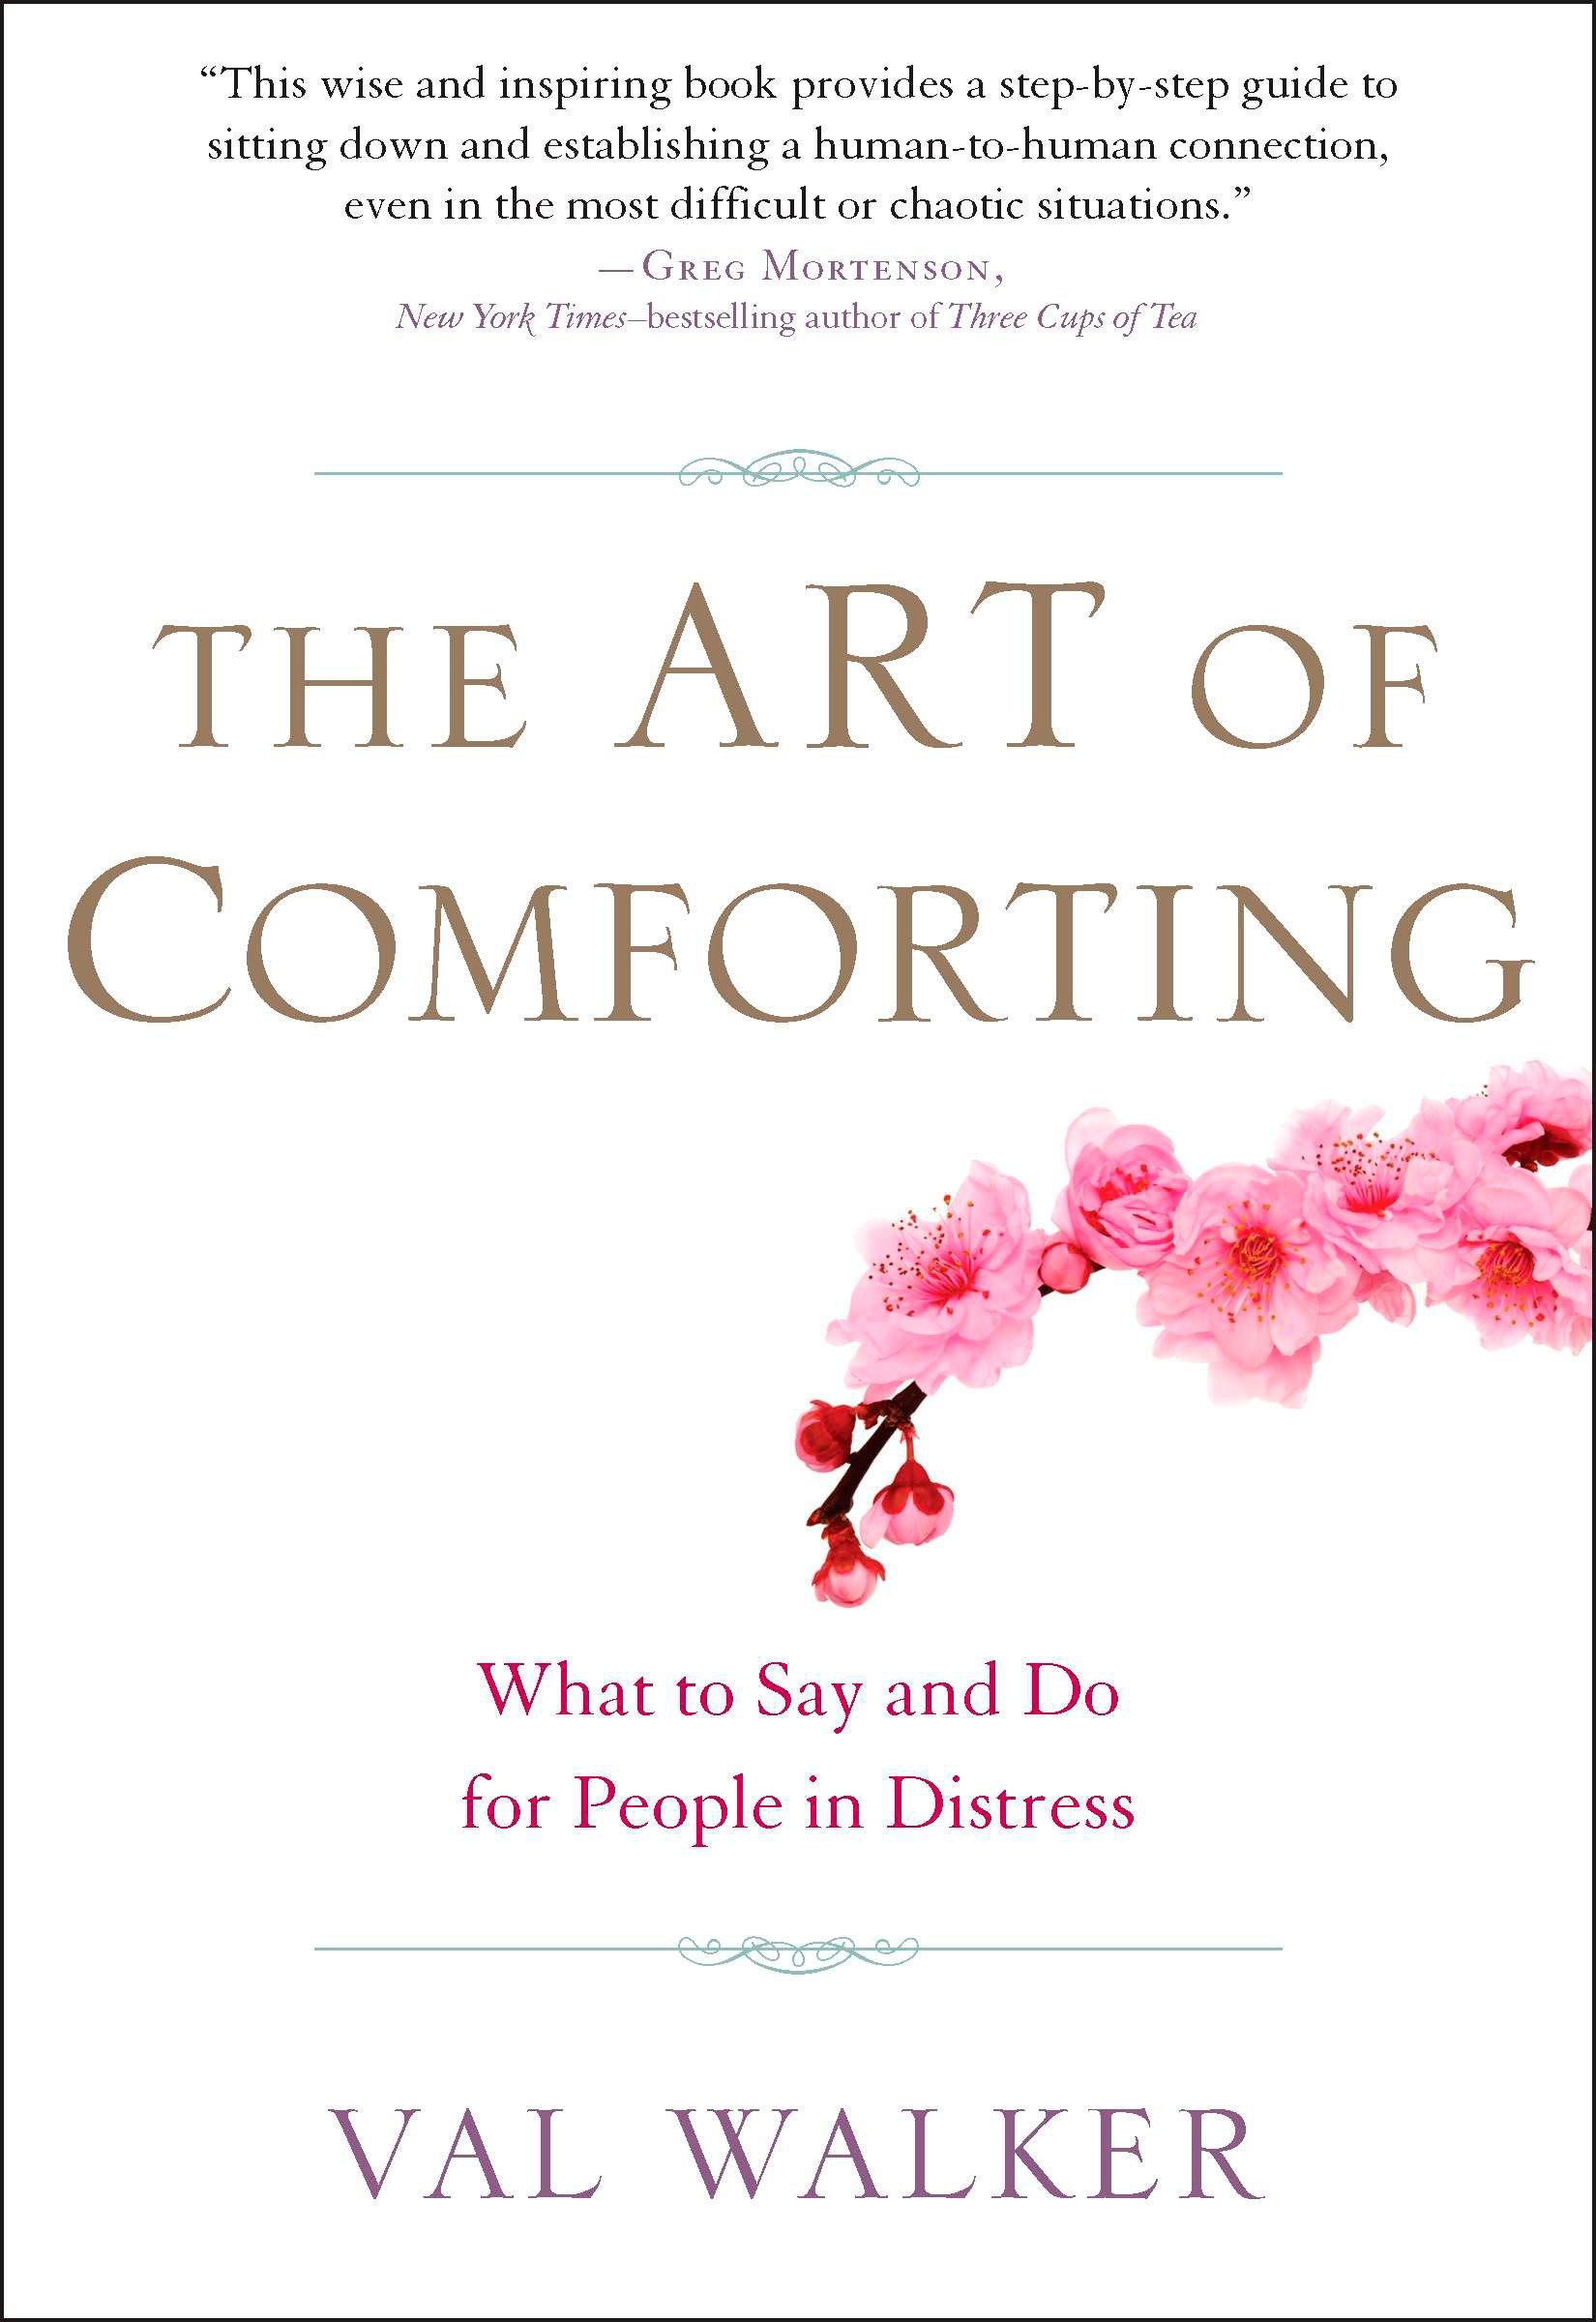 “This wise and inspiring book provides a step-by-step guide to
sitting down and establishing a human-to-human connection,
even in the most difficult or chaotic situations.”
—GREG MORTENSON,
New York Times–bestselling author of Three Cups of Tea
THE ART OF
COMFORTING
What to Say and Do
for People in Distress
VAL WALKER